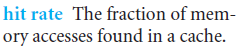 hit rate The fraction of mem-
ory accesses found in a cache.